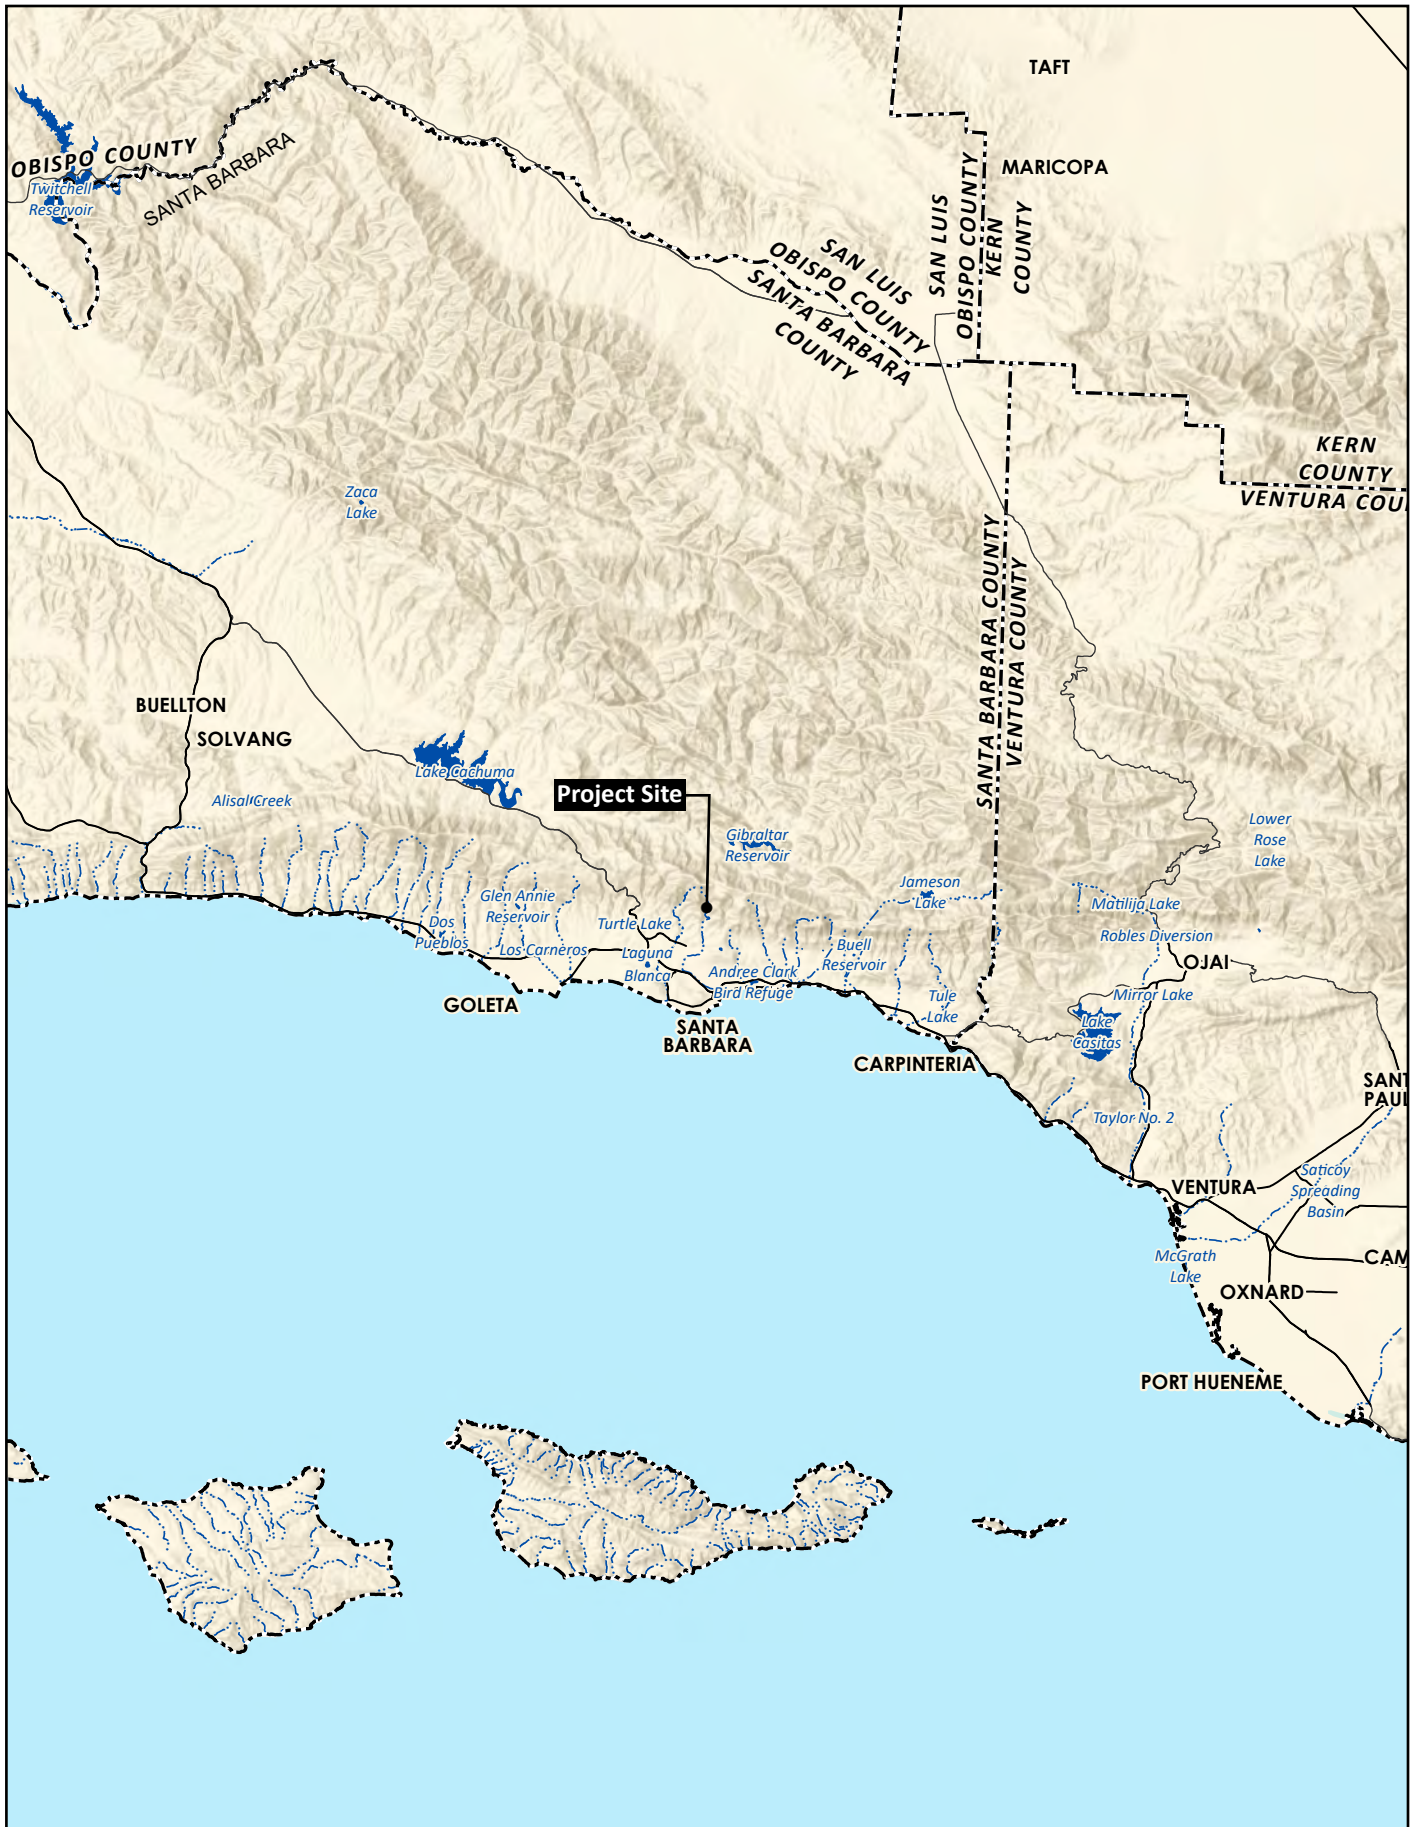 TAFT
MARICOPA
OBISPO COUNTY
SANTA BARBARA
Twitchell
Reservoir
SAN LUIS
OBISPO COUNTY
SANTA BARBARA
COUNTY
SAN LUIS
OBISPO COUNTY
KERN
COUNTY
KERN
COUNTY
VENTURA COU
Zaca
Lake
SANTA BARBARA COUNTY
VENTURA COUNTY
BUELLTON
SOLVANG
Lake Cachuma
Alisal Creek
Project Site
Gibraltar
Reservoir
Lower
Rose
Lake
Jameson
Lake
Matilija Lake
Glen Annie
Reservoir
Turtle Lake
Dos
Pueblos
Los Carneros
Laguna
Blanca
Buell
Reservoir
Robles Diversion
OJAI
Andree Clark
Bird Refuge
Tule
Lake
Mirror Lake
GOLETA
SANTA
BARBARA
Lake
Casitas
CARPINTERIA
SANT
PAUL
Taylor No. 2
VENTURA
Saticoy
Spreading
Basin
McGrath
Lake
CAM
OXNARD
PORT HUENEME